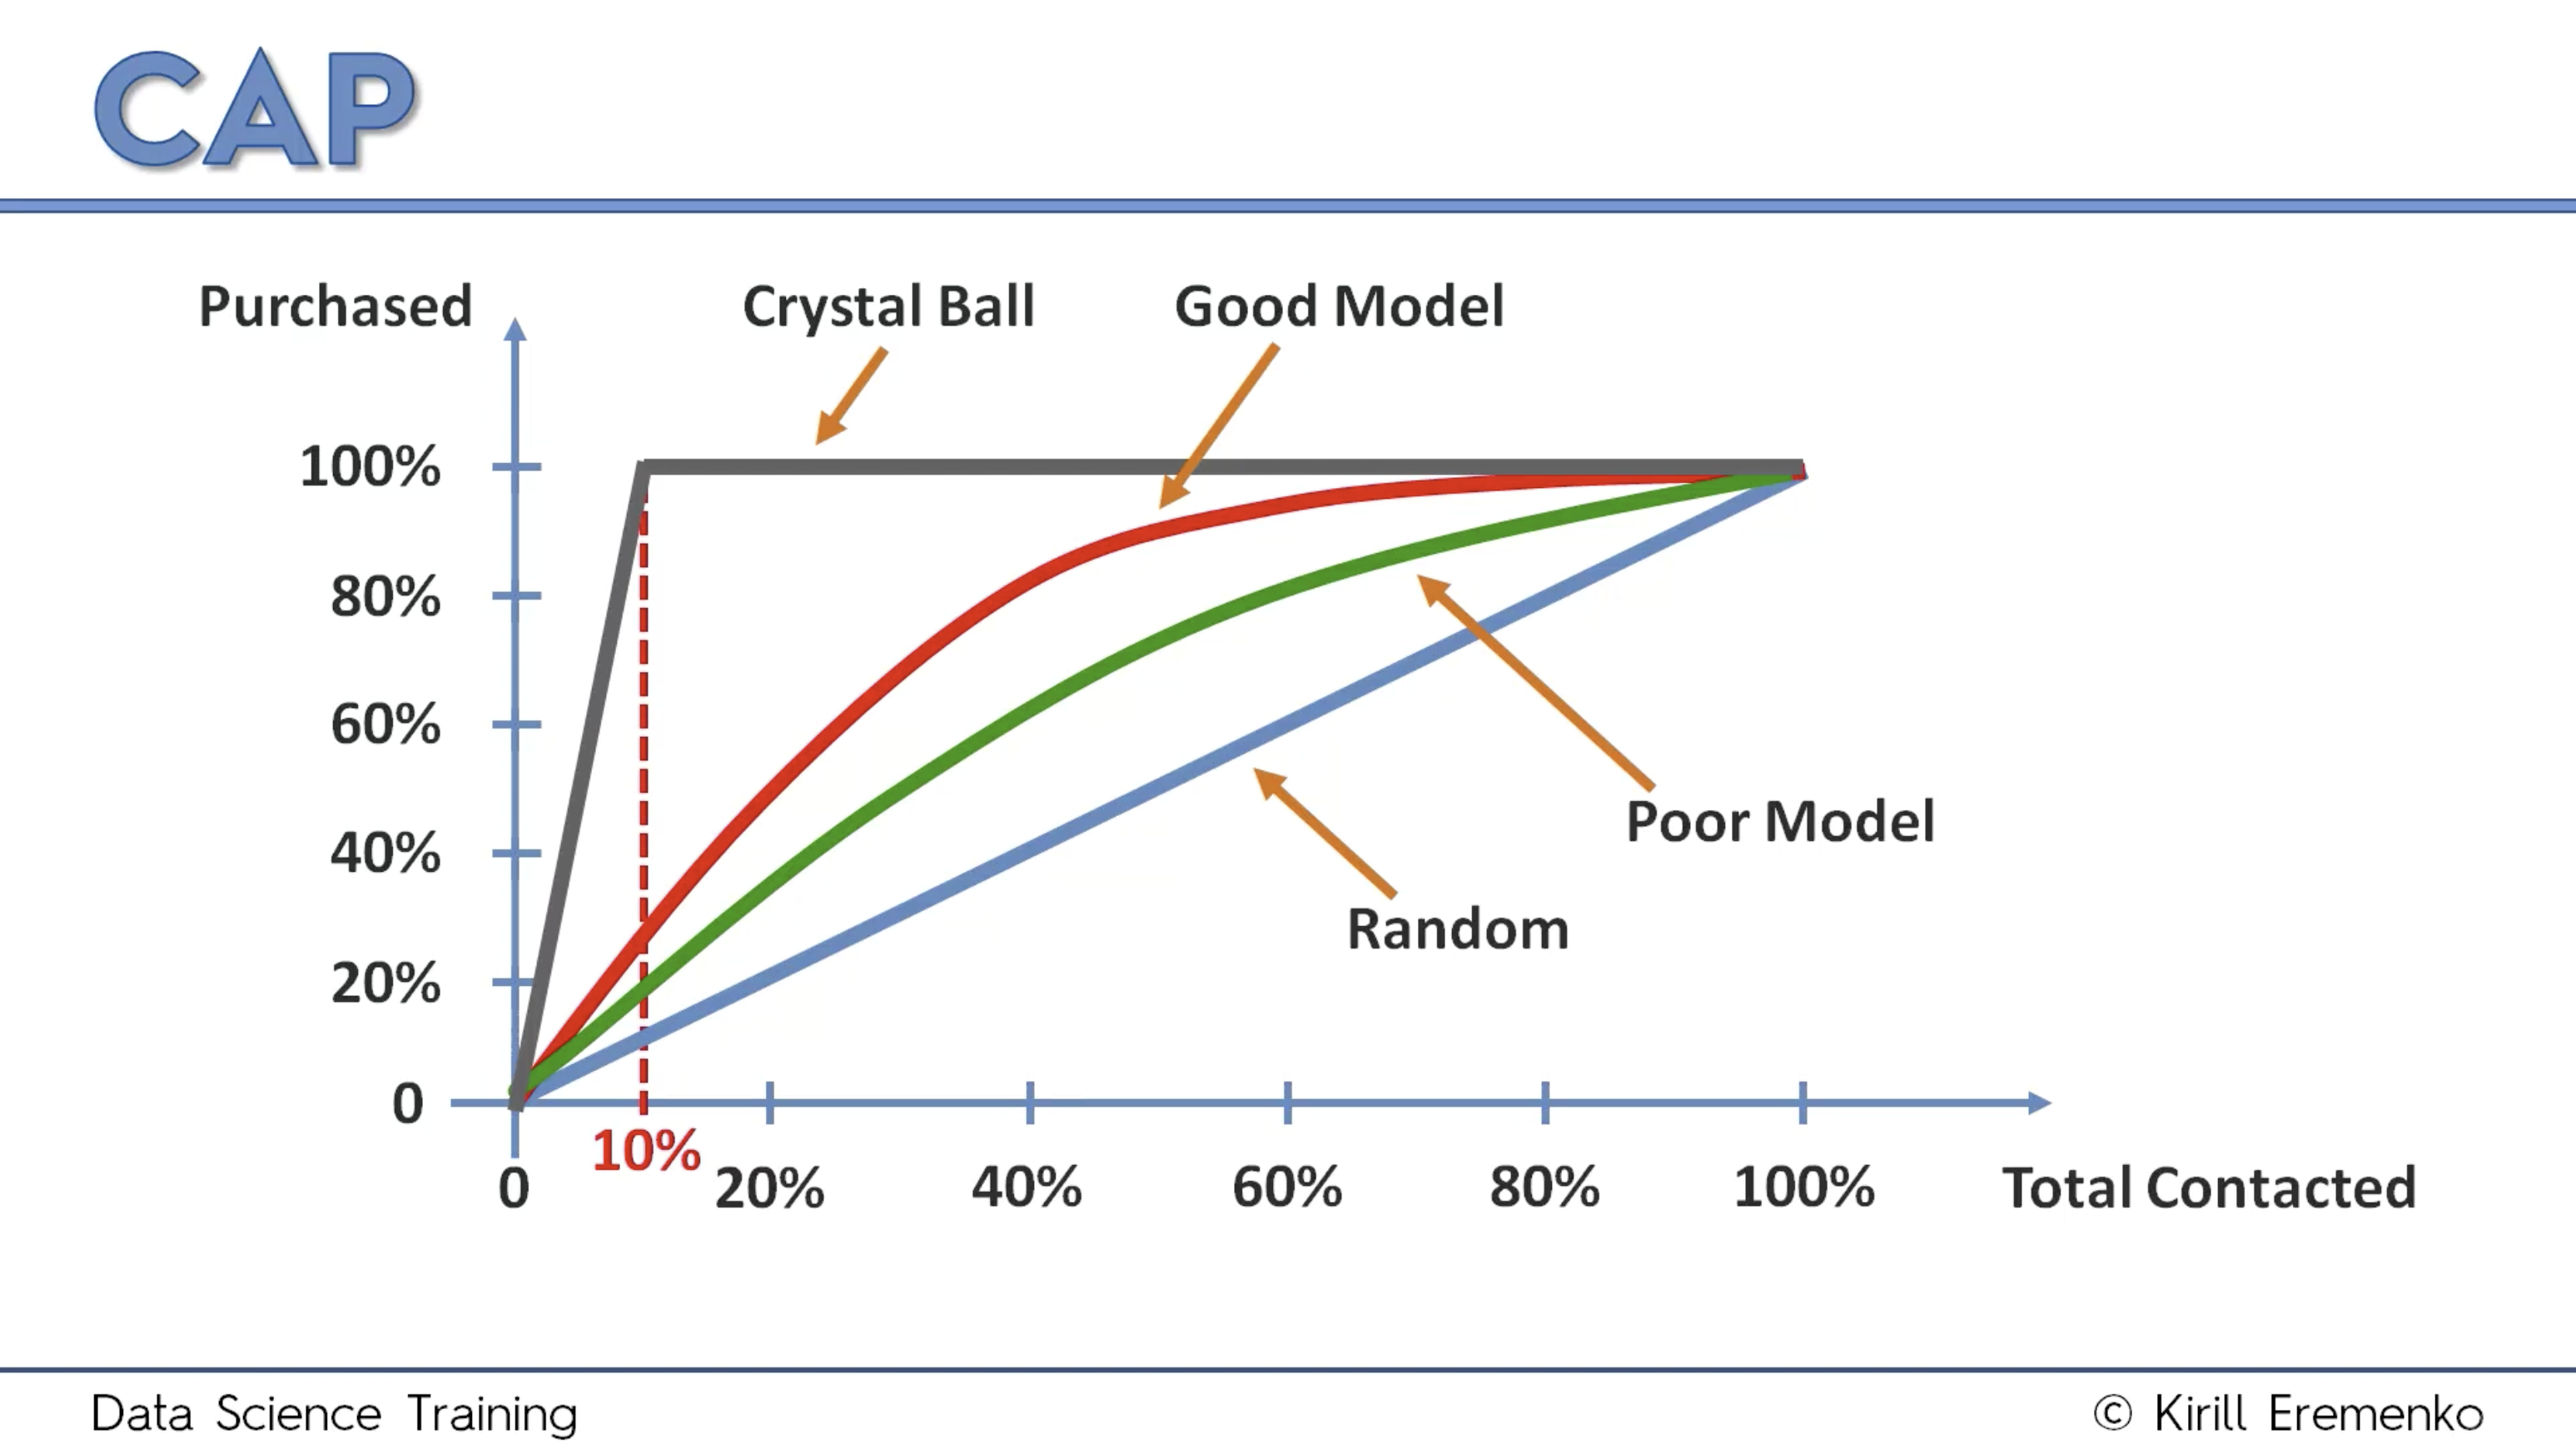 CAP
Purchased
Crystal Ball
Good Model
100%
80%
60%
40%
20%
0
Poor Model
Random
10%
0
20%
40%
60%
80%
100%
Total Contacted
Data Science Training
© Kirill Eremenko